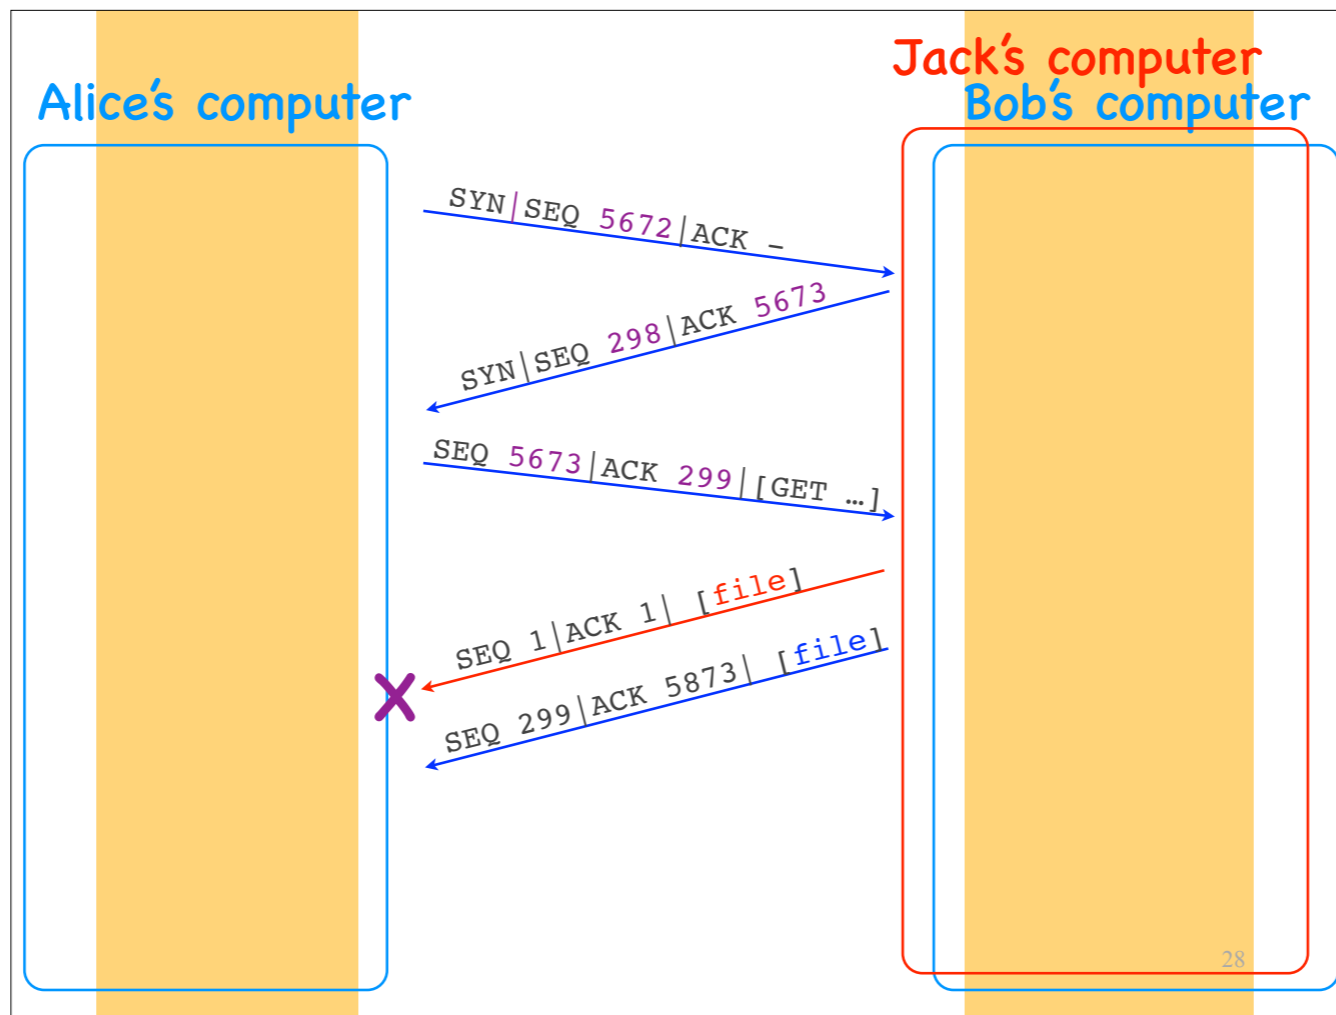 Jack's computer
Alice's computer
Bob's computer
SYN|SEQ 5672|ACK –
SYN|SEQ 298|ACK 5673
SEQ 5673|ACK 299|[GET …]
SEQ 1|ACK 1| [file]
SEQ 299|ACK 5873| [file]
28